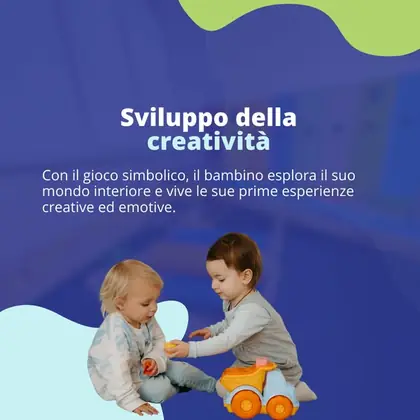 Sviluppo della
creatività
Con il gioco simbolico, il bambino esplora il suo
mondo interiore e vive le sue prime esperienze
creative ed emotive.